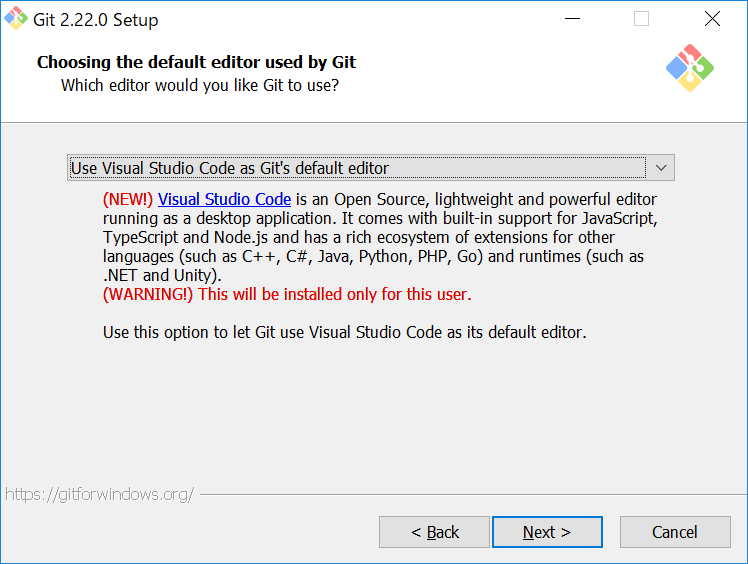 Git 2.22.0 Setup
Choosing the default editor used by Git
Which editor would you like Git to use?
Use Visual Studio Code as Git's default editor
(NEW!) Visual Studio Code is an Open Source, lightweight and powerful editor
running as a desktop application. It comes with built-in support for JavaScript,
TypeScript and Node.js and has a rich ecosystem of extensions for other
languages (such as C++, C#, Java, Python, PHP, Go) and runtimes (such as
.NET and Unity).
(WARNING!) This will be installed only for this user.
Use this option to let Git use Visual Studio Code as its default editor.
https://gitforwindows.org/
< Back
Next >
Cancel